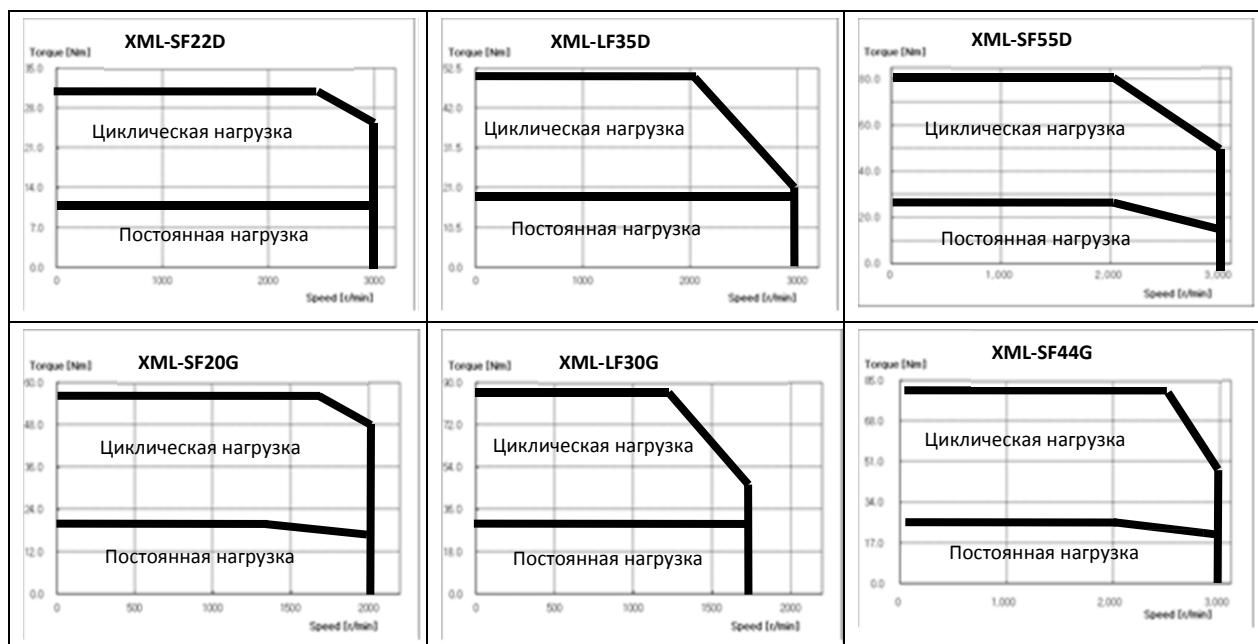 XML-SF22D
Torque [Nm]
35.0
28.0
21.0
14.0
7.0
0.0
Циклическая нагрузка
Постоянная нагрузка
0 1000 2000 3000
Speed [r/min]
XML-LF35D
Torque [Nm]
52.5
42.0
31.5
21.0
10.5
0.0
Циклическая нагрузка
Постоянная нагрузка
0 1000 2000 3000
Speed [r/min]
XML-SF55D
Torque [Nm]
80.0
60.0
40.0
20.0
0.0
Циклическая нагрузка
Постоянная нагрузка
0 1,000 2,000 3,000
Speed [r/min]
XML-SF20G
Torque [Nm]
60.0
48.0
36.0
24.0
12.0
0.0
Циклическая нагрузка
Постоянная нагрузка
0 500 1000 1500 2000
Speed [r/min]
XML-LF30G
Torque [Nm]
90.0
72.0
54.0
36.0
18.0
0.0
Циклическая нагрузка
Постоянная нагрузка
0 500 1000 1500 2000
Speed [r/min]
XML-SF44G
Torque [Nm]
85.0
68.0
51.0
34.0
17.0
0.0
Циклическая нагрузка
Постоянная нагрузка
0 1,000 2,000 3,000
Speed [r/min]